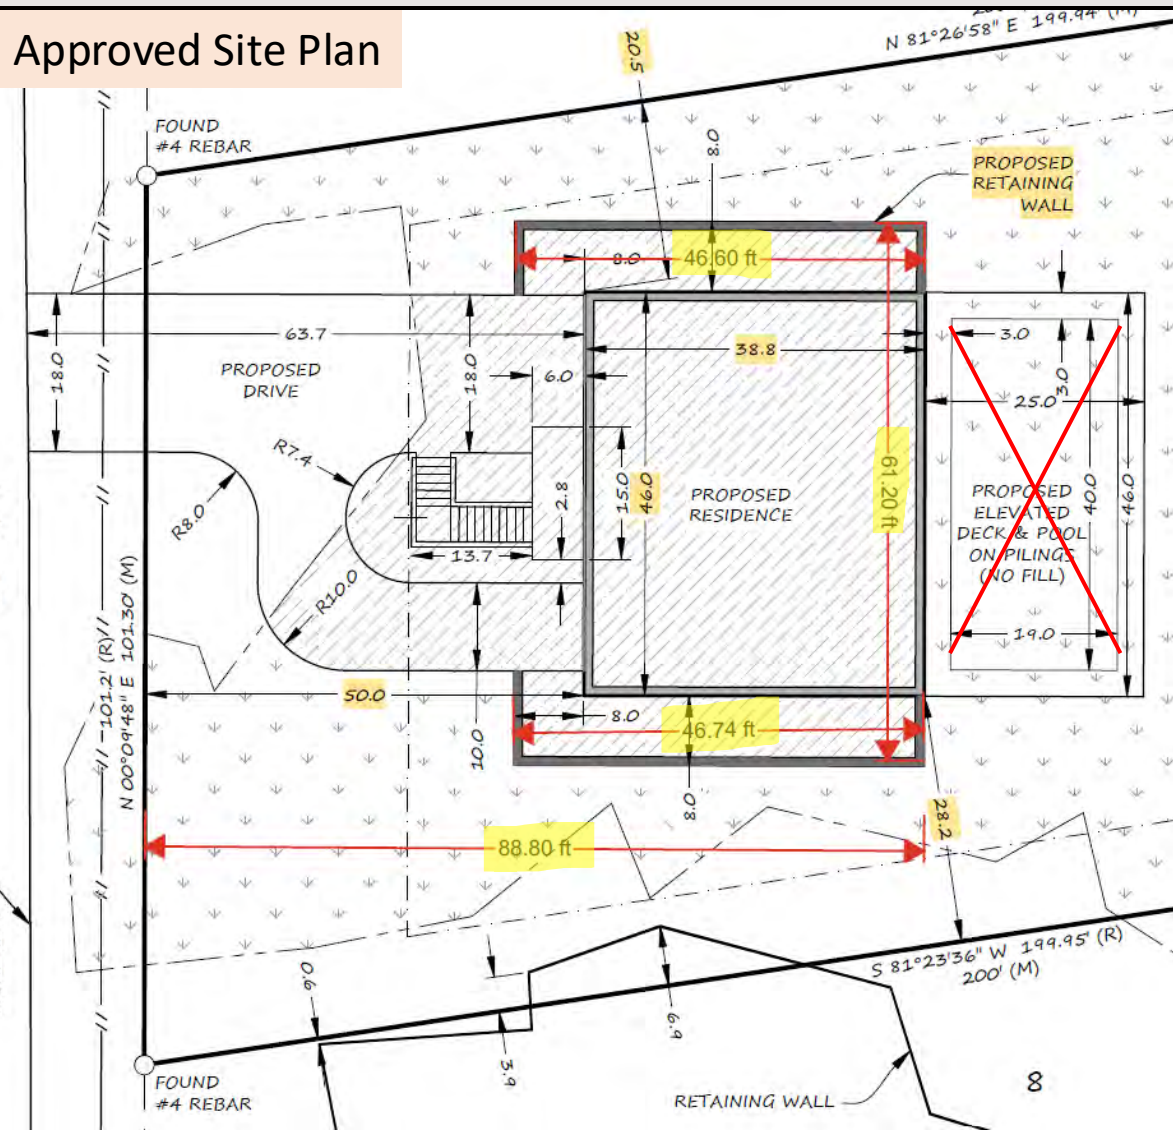 Approved Site Plan
N 81°26'58" E 199.94' (M)
FOUND
#4 REBAR
20.5
8.0
PROPOSED
RETAINING
WALL
8.0
46.60 ft
63.7
18.0
PROPOSED
DRIVE
18.0
6.0
38.8
3.0
3.0
25.0
R7.4
R8.0
15.0
46.0
2.8
PROPOSED
RESIDENCE
61.20 ft
PROPOSED
ELEVATED
DECK & POOL
ON PILINGS
(NO FILL)
40.0
46.0
13.7
R10.0
19.0
101.2' (R)
N 00°09'48" E 101.30' (M)
50.0
8.0
10.0
46.74 ft
8.0
28.2
88.80 ft
S 81°23'36" W 199.95' (R)
200' (M)
0.6
6.9
3.9
FOUND
#4 REBAR
RETAINING WALL
8